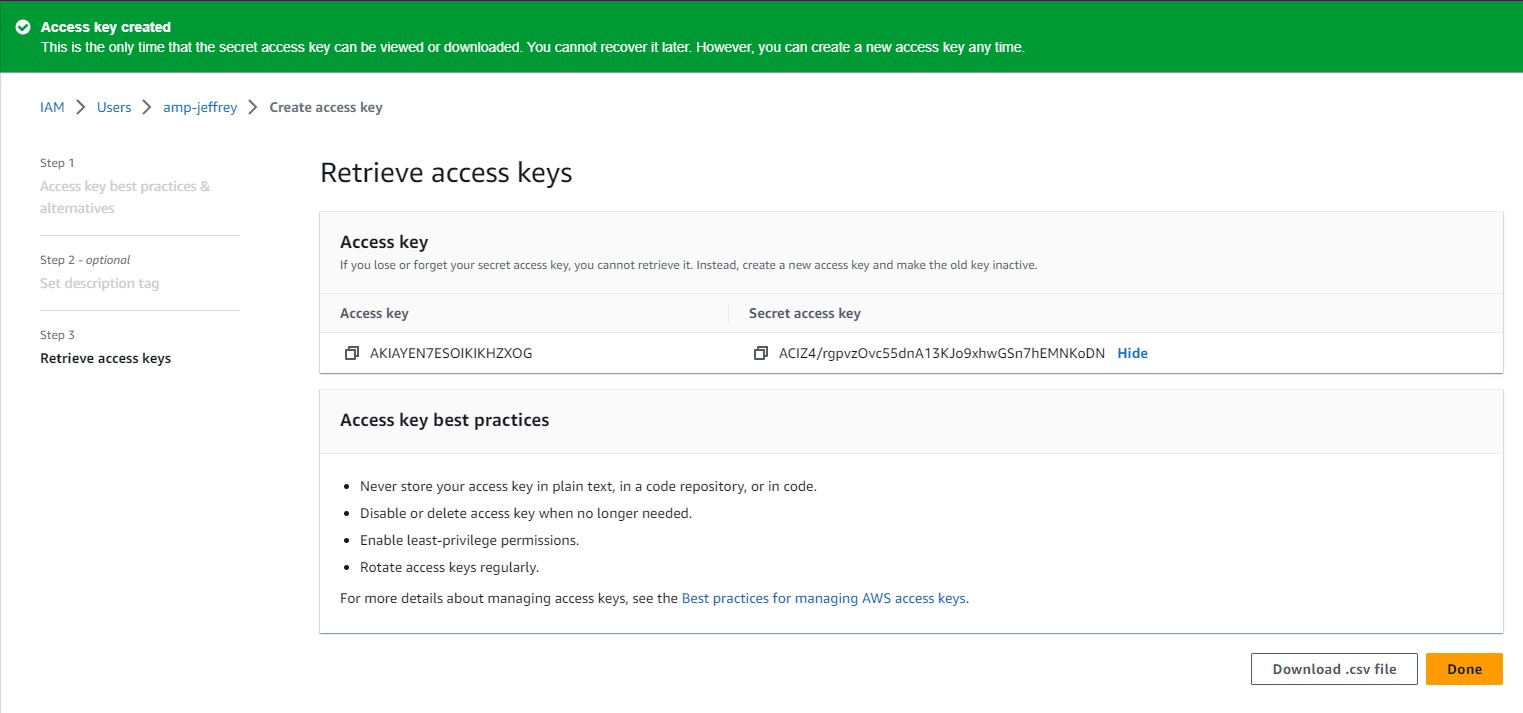 Access key created
This is the only time that the secret access key can be viewed or downloaded. You cannot recover it later. However, you can create a new access key any time.
IAM > Users > amp-jeffrey > Create access key
Step 1
Access key best practices &
alternatives
Step 2 - optional
Set description tag
Step 3
Retrieve access keys
Retrieve access keys
Access key
If you lose or forget your secret access key, you cannot retrieve it. Instead, create a new access key and make the old key inactive.
Access key Secret access key
AKIAYEN7ESOIKIKHZXOG ACIZ4/rgpvzOvc55dnA13KJo9xhwGSn7hEMNKoDN Hide
Access key best practices
• Never store your access key in plain text, in a code repository, or in code.
• Disable or delete access key when no longer needed.
• Enable least-privilege permissions.
• Rotate access keys regularly.
For more details about managing access keys, see the Best practices for managing AWS access keys.
Download .csv file Done